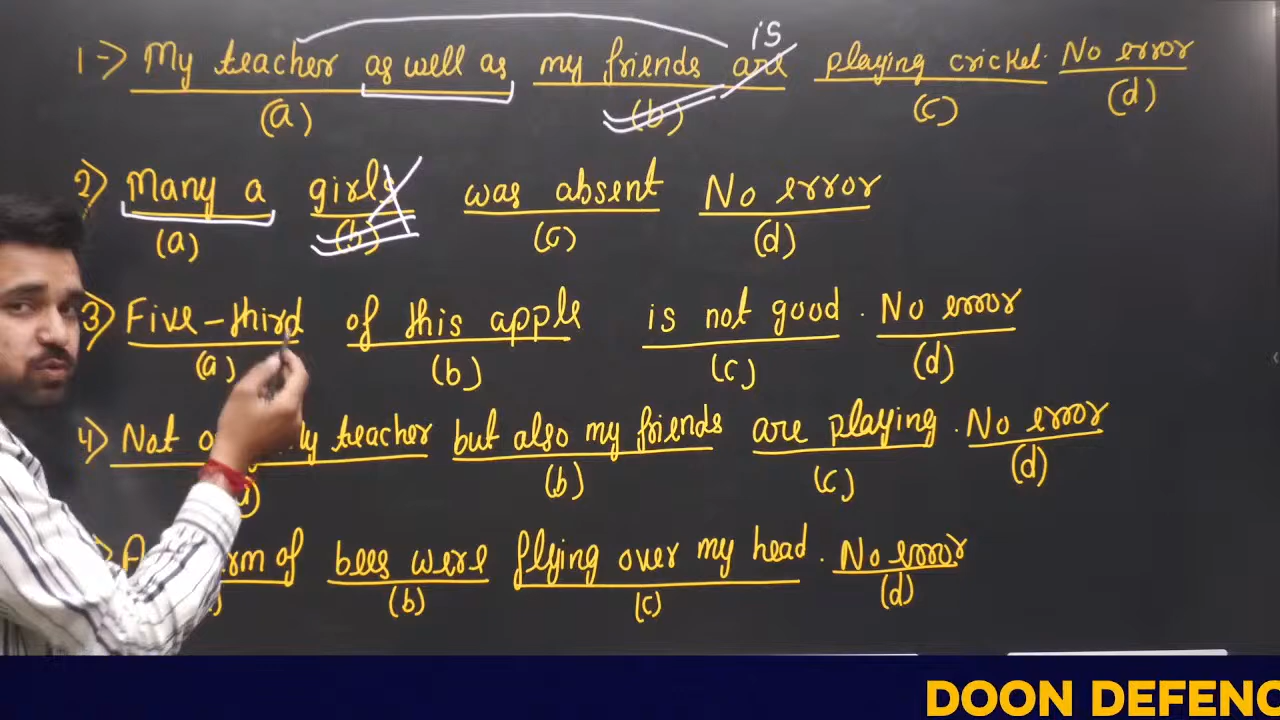 is
1-> My teacher as well as my friends are playing cricket. No error
(a) (b) (c) (d)
2) Many a girls was absent No error
(a) (b) (c) (d)
3) Five-third of this apple is not good. No error
(a) (b) (c) (d)
4) Not teacher but also my friends are playing. No error
(b) (c) (d)
of bees were flying over my head. No error
(b) (c) (d)
DOON DEFENC